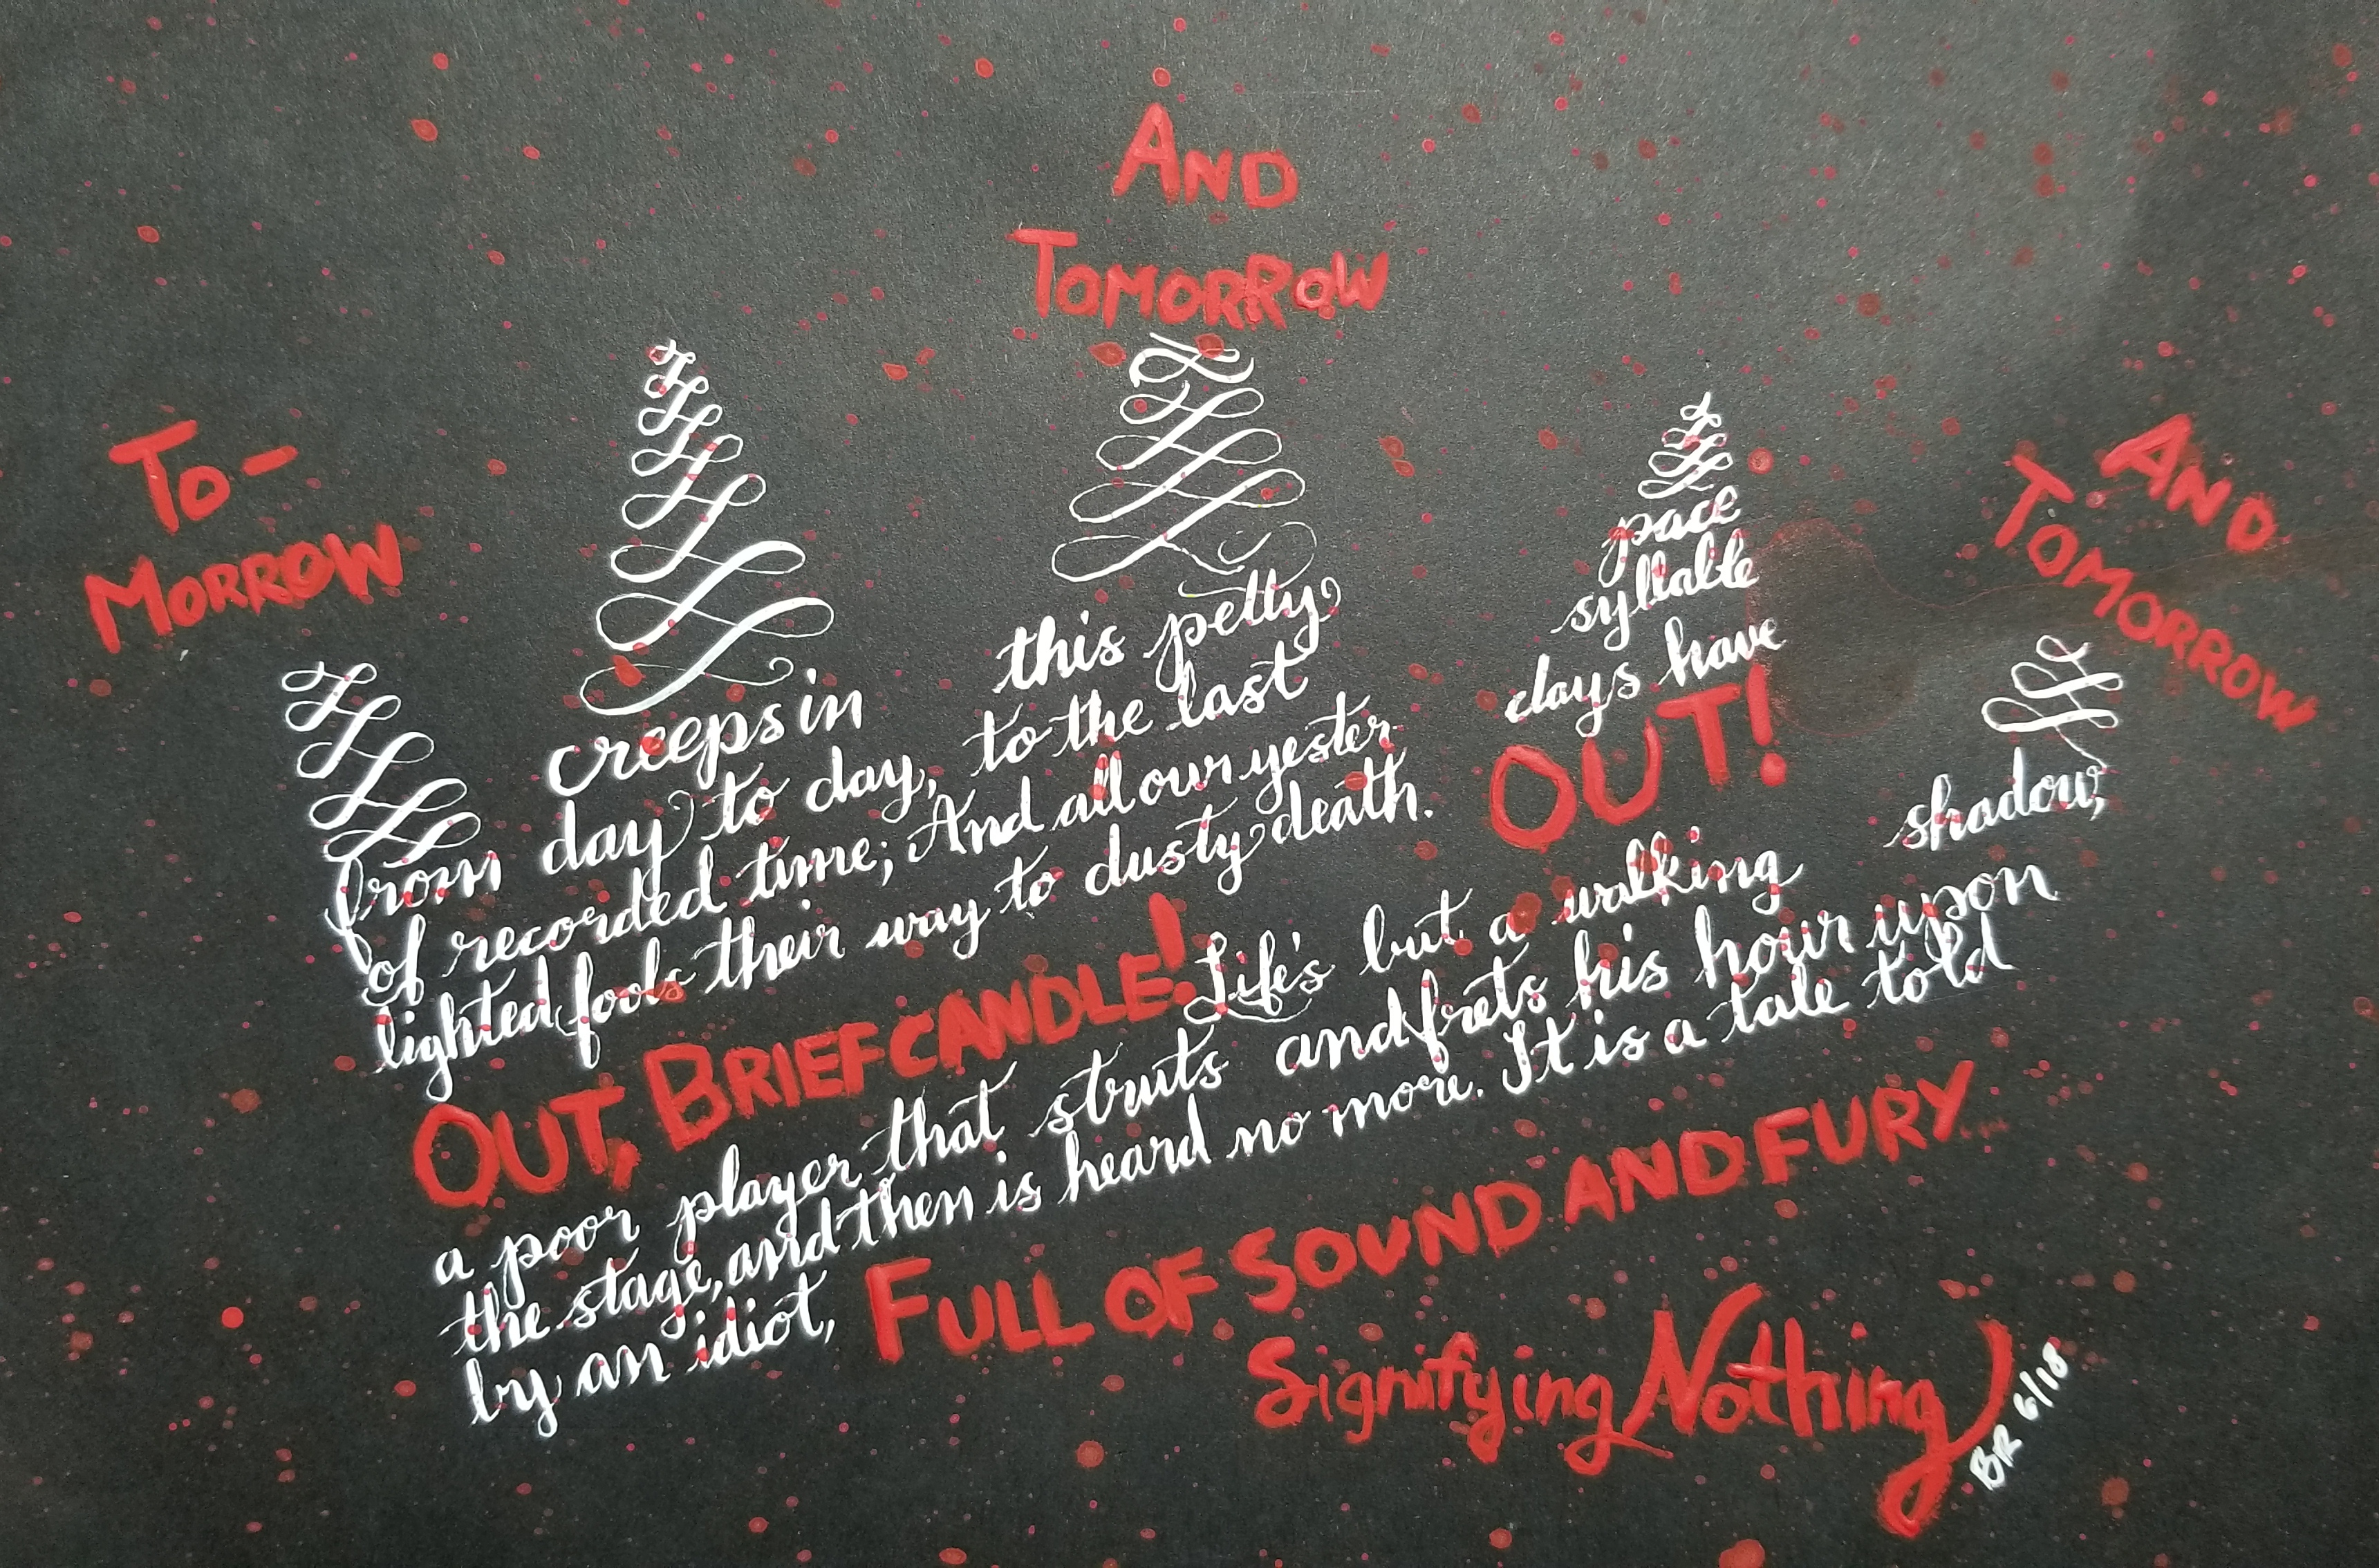 To-
MORROW
AND
TOMORROW
AND
TOMORROW
creeps in this petty pace
from day to day, to the last syllable
of recorded time; And all our yester days have
lighted fools their way to dusty death. OUT!
OUT, BRIEF CANDLE! Life's but a walking shadow,
a poor player that struts and frets his hour upon
the stage, and then is heard no more. It is a tale told
by an idiot, FULL OF SOUND AND FURY
Signifying Nothing
BR 6/18